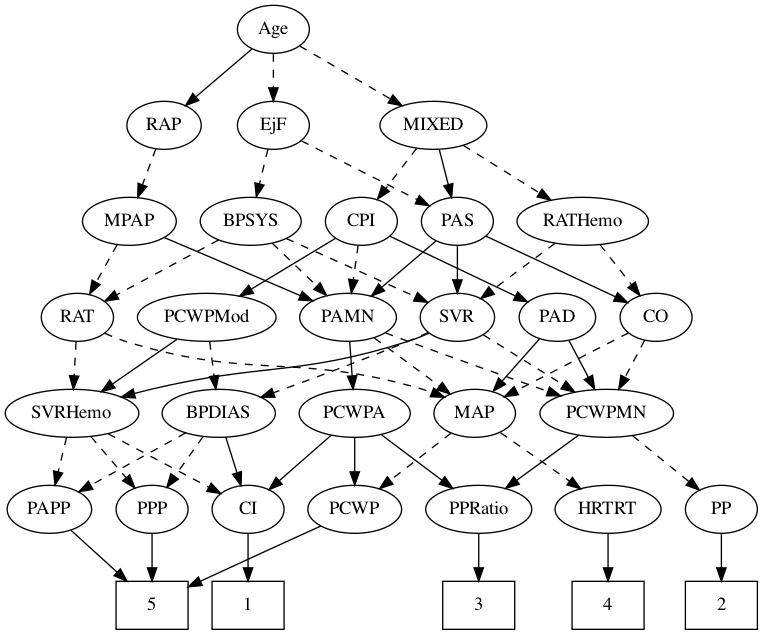 Age
RAP EjF MIXED
MPAP BPSYS CPI PAS RATHemo
RAT PCWPMod PAMN SVR PAD CO
SVRHemo BPDIAS PCWPA MAP PCWPMN
PAPP PPP CI PCWP PPRatio HRTRT PP
5 1 3 4 2